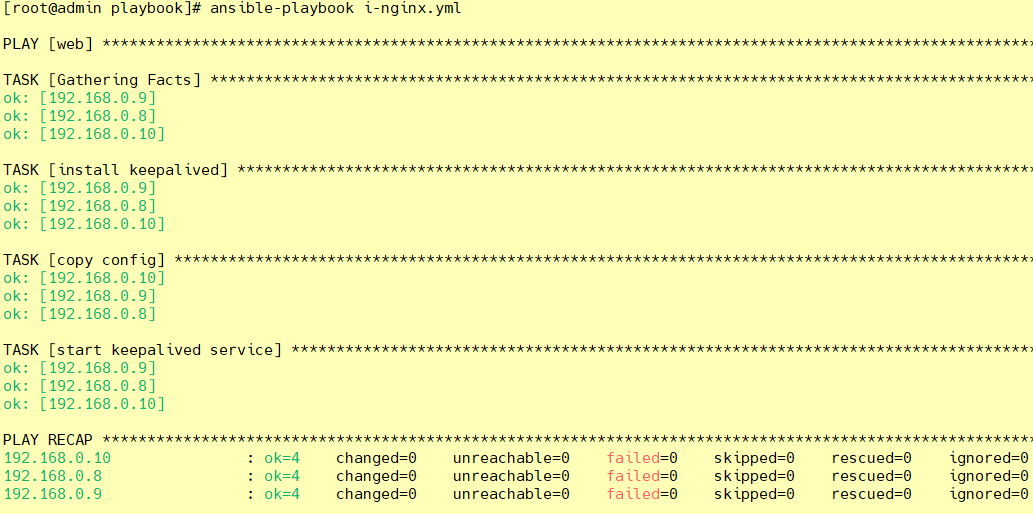 [root@admin playbook]# ansible-playbook i-nginx.yml
PLAY [web] *******************************************************************************************************
TASK [Gathering Facts] *******************************************************************************************
ok: [192.168.0.9]
ok: [192.168.0.8]
ok: [192.168.0.10]
TASK [install keepalived] ****************************************************************************************
ok: [192.168.0.9]
ok: [192.168.0.8]
ok: [192.168.0.10]
TASK [copy config] ***********************************************************************************************
ok: [192.168.0.10]
ok: [192.168.0.9]
ok: [192.168.0.8]
TASK [start keepalived service] **********************************************************************************
ok: [192.168.0.9]
ok: [192.168.0.8]
ok: [192.168.0.10]
PLAY RECAP *******************************************************************************************************
192.168.0.10               : ok=4    changed=0    unreachable=0    failed=0    skipped=0    rescued=0    ignored=0
192.168.0.8                : ok=4    changed=0    unreachable=0    failed=0    skipped=0    rescued=0    ignored=0
192.168.0.9                : ok=4    changed=0    unreachable=0    failed=0    skipped=0    rescued=0    ignored=0